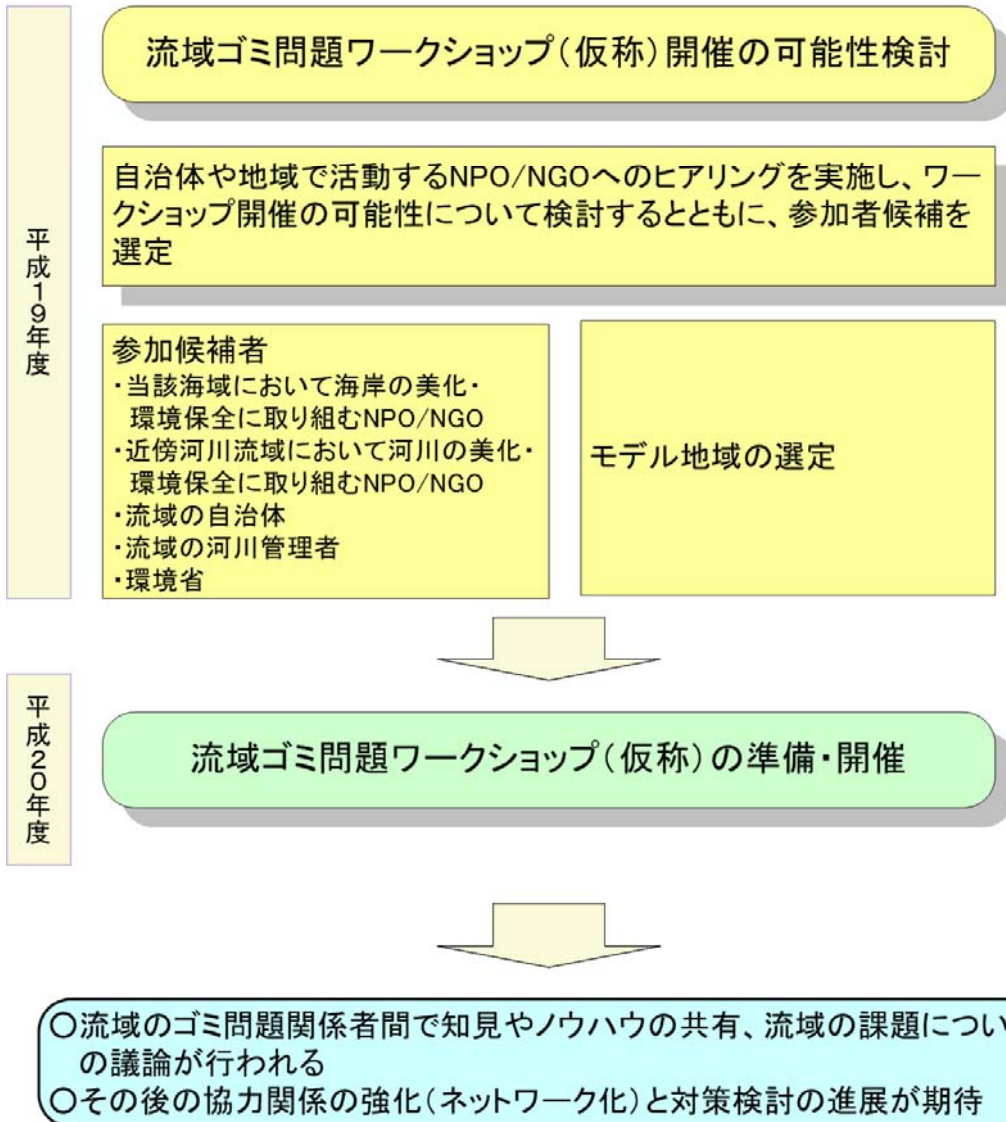 平成19年度
流域ゴミ問題ワークショップ(仮称)開催の可能性検討
自治体や地域で活動するNPO/NGOへのヒアリングを実施し、ワー
クショップ開催の可能性について検討するとともに、参加者候補を
選定
参加候補者
・当該海域において海岸の美化・
環境保全に取り組むNPO/NGO
・近傍河川流域において河川の美化・
環境保全に取り組むNPO/NGO
・流域の自治体
・流域の河川管理者
・環境省
モデル地域の選定
平成20年度
流域ゴミ問題ワークショップ(仮称)の準備・開催
○流域のゴミ問題関係者間で知見やノウハウの共有、流域の課題につい
の議論が行われる
○その後の協力関係の強化(ネットワーク化)と対策検討の進展が期待